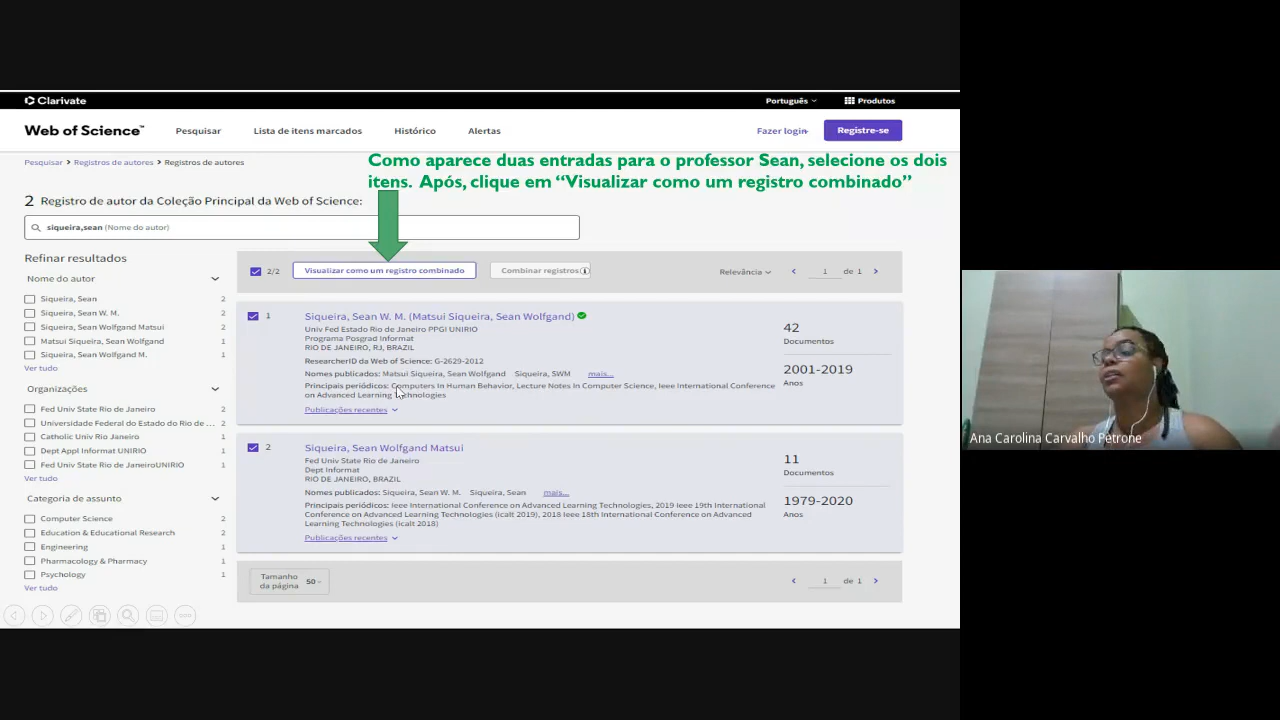 Clarivate
Português
Produtos
Web of Science™
Pesquisar
Lista de itens marcados
Histórico
Alertas
Fazer login
Registre-se
Pesquisar > Registros de autores > Registros de autores
Como aparece duas entradas para o professor Sean, selecione os dois
itens. Após, clique em “Visualizar como um registro combinado”
2 Registro de autor da Coleção Principal da Web of Science:
siqueira,sean (Nome do autor)
Refinar resultados
Nome do autor
Siqueira, Sean 2
Siqueira, Sean W. M. 2
Siqueira, Sean Wolfgand Matsui 2
Matsui Siqueira, Sean Wolfgand 1
Siqueira, Sean Wolfgand M. 1
Ver tudo
Organizações
Fed Univ State Rio de Janeiro 2
Universidade Federal do Estado do Rio de ... 2
Catholic Univ Rio Janeiro 1
Dept Appl Informat UNIRIO 1
Fed Univ State Rio de JaneiroUNIRIO 1
Ver tudo
Categoria de assunto
Computer Science 2
Education & Educational Research 2
Engineering 1
Pharmacology & Pharmacy 1
Psychology 1
Ver tudo
2/2
Visualizar como um registro combinado
Combinar registros
Relevância
1 de 1
1
Siqueira, Sean W. M. (Matsui Siqueira, Sean Wolfgand)
Univ Fed Estado Rio de Janeiro PPGI UNIRIO
Programa Posgrad Informat
RIO DE JANEIRO, RJ, BRAZIL
ResearcherID da Web of Science: G-2629-2012
Nomes publicados: Matsui Siqueira, Sean Wolfgand Siqueira, SWM mais...
Principais periódicos: Computers In Human Behavior, Lecture Notes In Computer Science, Ieee International Conference
on Advanced Learning Technologies
Publicações recentes
42
Documentos
2001-2019
Anos
2
Siqueira, Sean Wolfgand Matsui
Fed Univ State Rio de Janeiro
Dept Informat
RIO DE JANEIRO, BRAZIL
Nomes publicados: Siqueira, Sean W. M. Siqueira, Sean mais...
Principais periódicos: Ieee International Conference on Advanced Learning Technologies, 2019 Ieee 19th International
Conference on Advanced Learning Technologies (icalt 2019), 2018 Ieee 18th International Conference on Advanced
Learning Technologies (icalt 2018)
Publicações recentes
11
Documentos
1979-2020
Anos
Tamanho
da página
50
1 de 1
Ana Carolina Carvalho Petrone